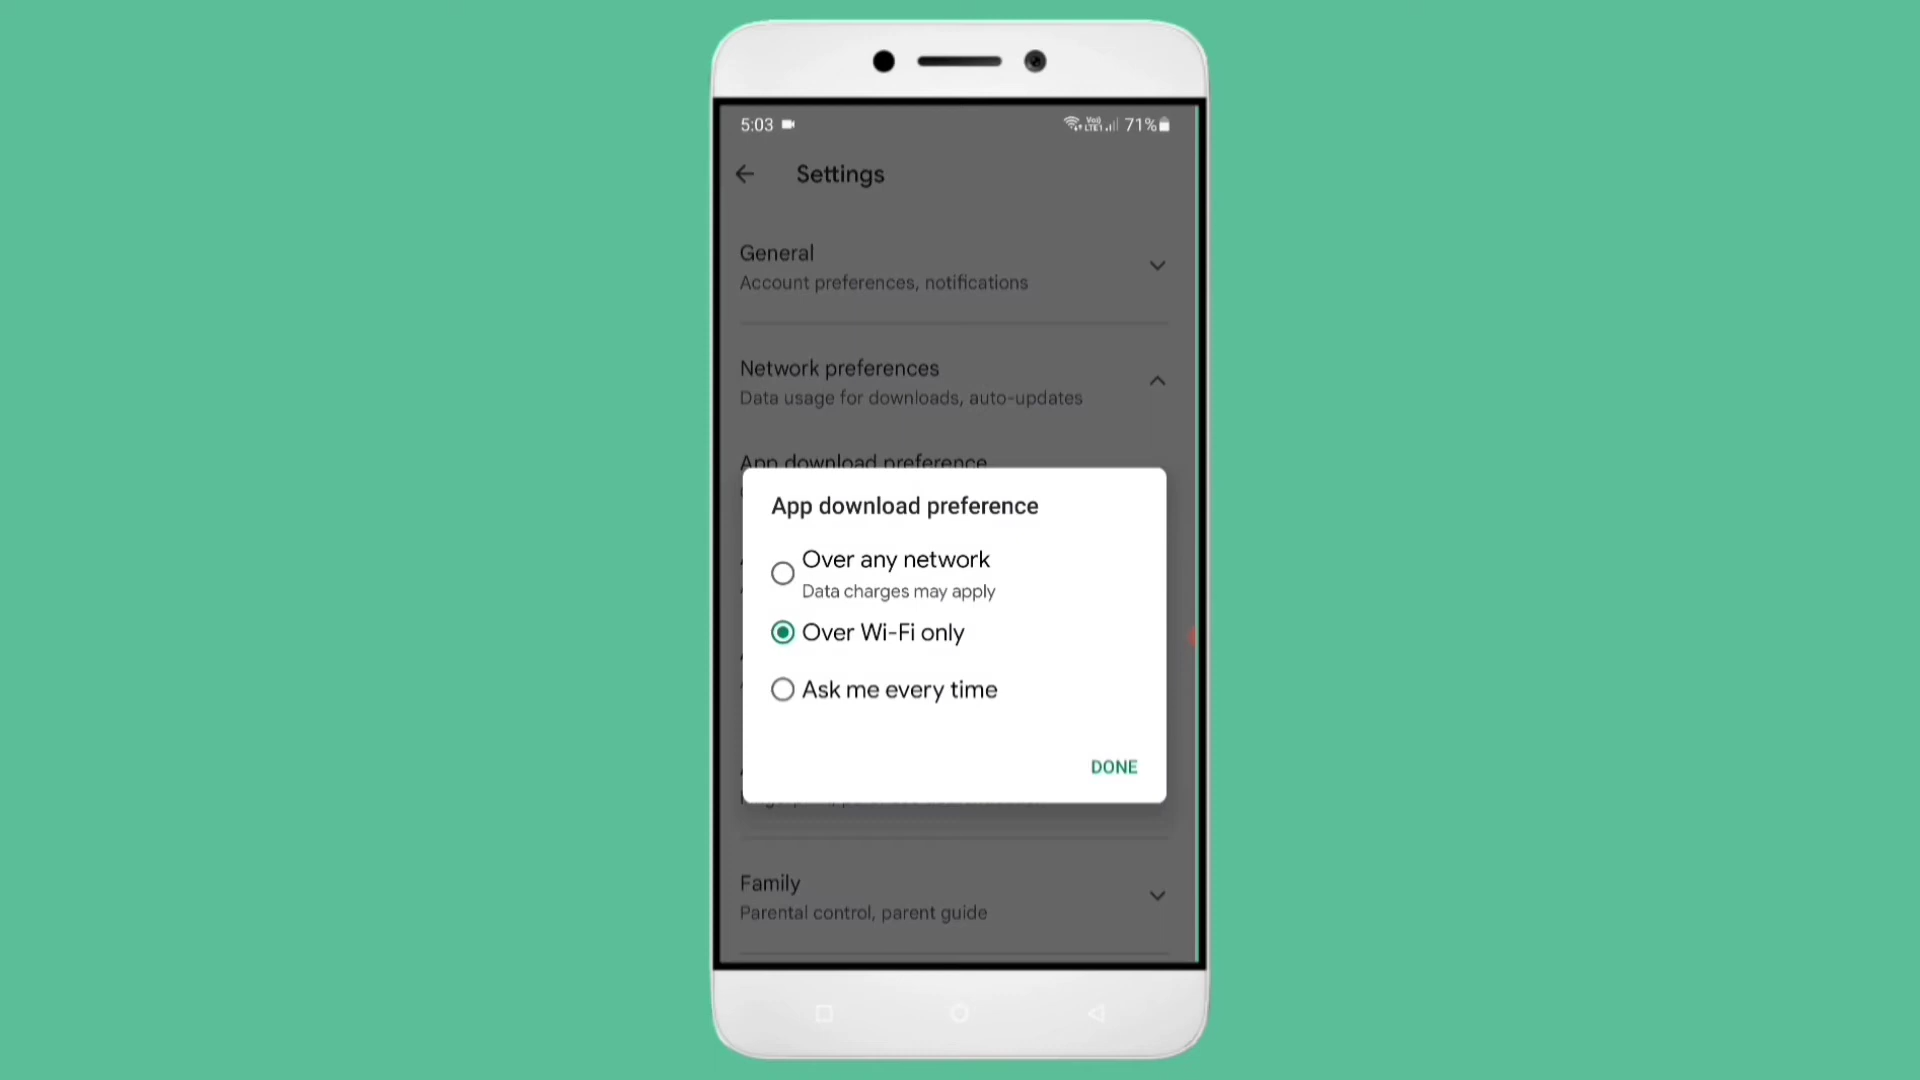 5:03
VoO LTE1 71%
Settings
General
Account preferences, notifications
Network preferences
Data usage for downloads, auto-updates
App download preference
App download preference
Over any network
Data charges may apply
Over Wi-Fi only
Ask me every time
DONE
Family
Parental control, parent guide